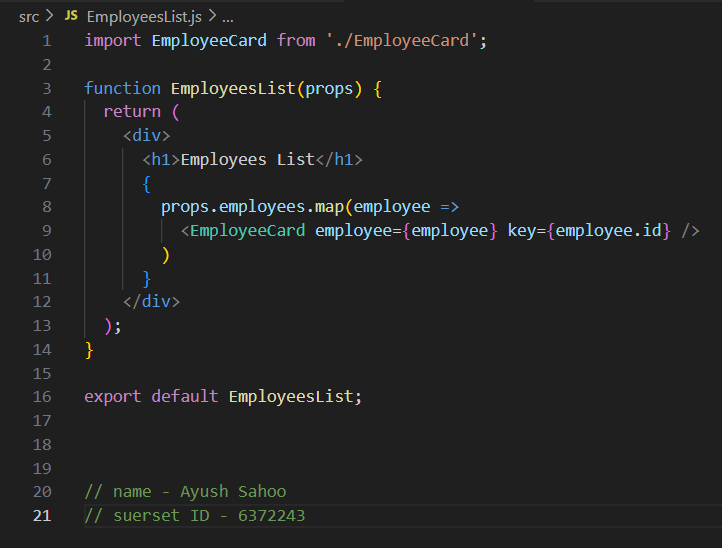 src > JS EmployeesList.js > ...
1 import EmployeeCard from './EmployeeCard';
2
3 function EmployeesList(props) {
4   return (
5     <div>
6       <h1>Employees List</h1>
7       {
8         props.employees.map(employee =>
9           <EmployeeCard employee={employee} key={employee.id} />
10         )
11       }
12     </div>
13   );
14 }
15
16 export default EmployeesList;
17
18
19
20 // name - Ayush Sahoo
21 // suerset ID - 6372243